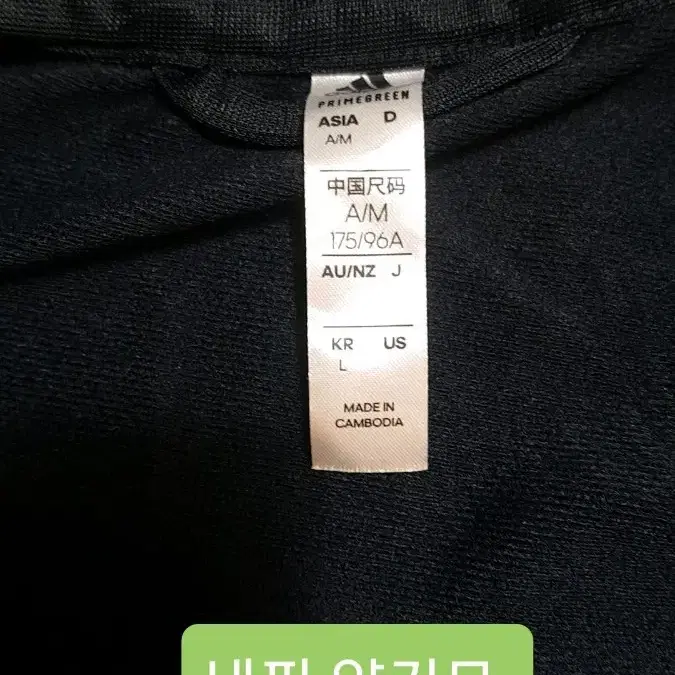 PRIMEGREEN
ASIA D
A/M
中国尺码
A/M
175/96A
AU/NZ J
KR US
L
MADE IN
CAMBODIA